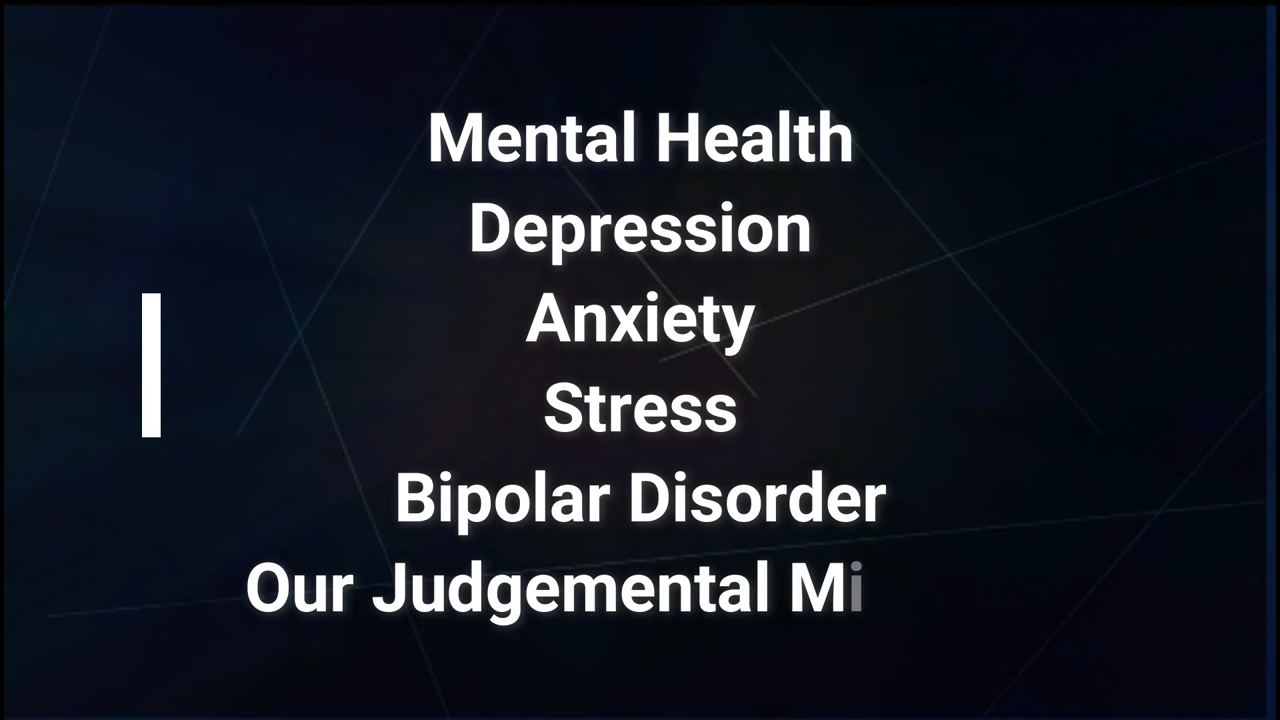 Mental Health
Depression
Anxiety
Stress
Bipolar Disorder
Our Judgemental Mi